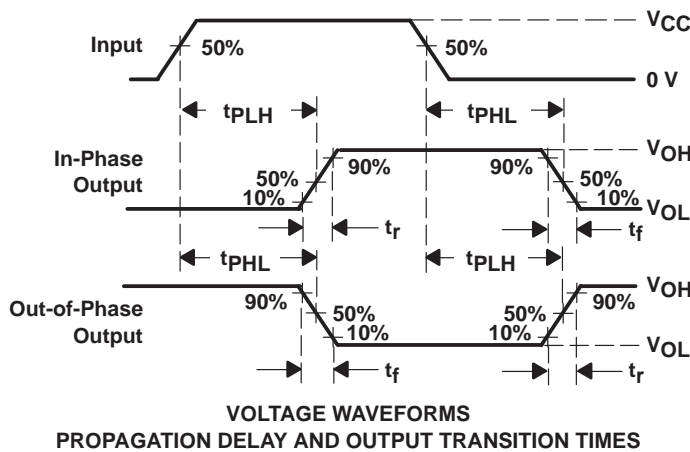 Input
50%
50%
VCC
0 V
tPLH
tPHL
In-Phase
Output
90%
90%
VOH
50%
10%
50%
10%
VOL
tr
tf
tPHL
tPLH
Out-of-Phase
Output
90%
90%
VOH
50%
10%
50%
10%
VOL
tf
tr
VOLTAGE WAVEFORMS
PROPAGATION DELAY AND OUTPUT TRANSITION TIMES